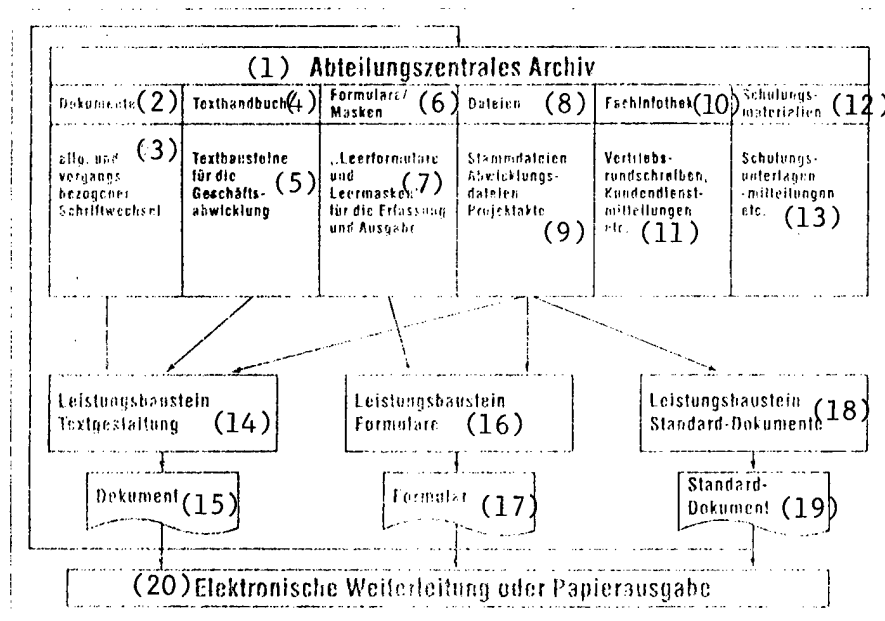 (1) Abteilungszentrales Archiv
Dokumente (2)
Texthandbuch (4)
Formulare/
Masken (6)
Dateien (8)
Fachinfothek (10)
Schulungs-
materialien (12)
allg. und (3)
vorgangs
bezogener
Schriftwechsel
Textbausteine
für die
Geschäfts- (5)
abwicklung
„Leerformulare
und
Leermasken" (7)
für die Erfassung
und Ausgabe
Stammdateien
Abwicklungs-
dateien
Projektakte
(9)
Vertriebs-
rundschreiben,
Kundendienst-
mitteilungen
etc. (11)
Schulungs-
unterlagen
-mitteilungen
etc. (13)
Leistungsbaustein
Textgestaltung (14)
Leistungsbaustein
Formulare (16)
Leistungsbaustein
Standard-Dokumente (18)
Dokument (15)
Formular (17)
Standard-
Dokument (19)
(20) Elektronische Weiterleitung oder Papierausgabe